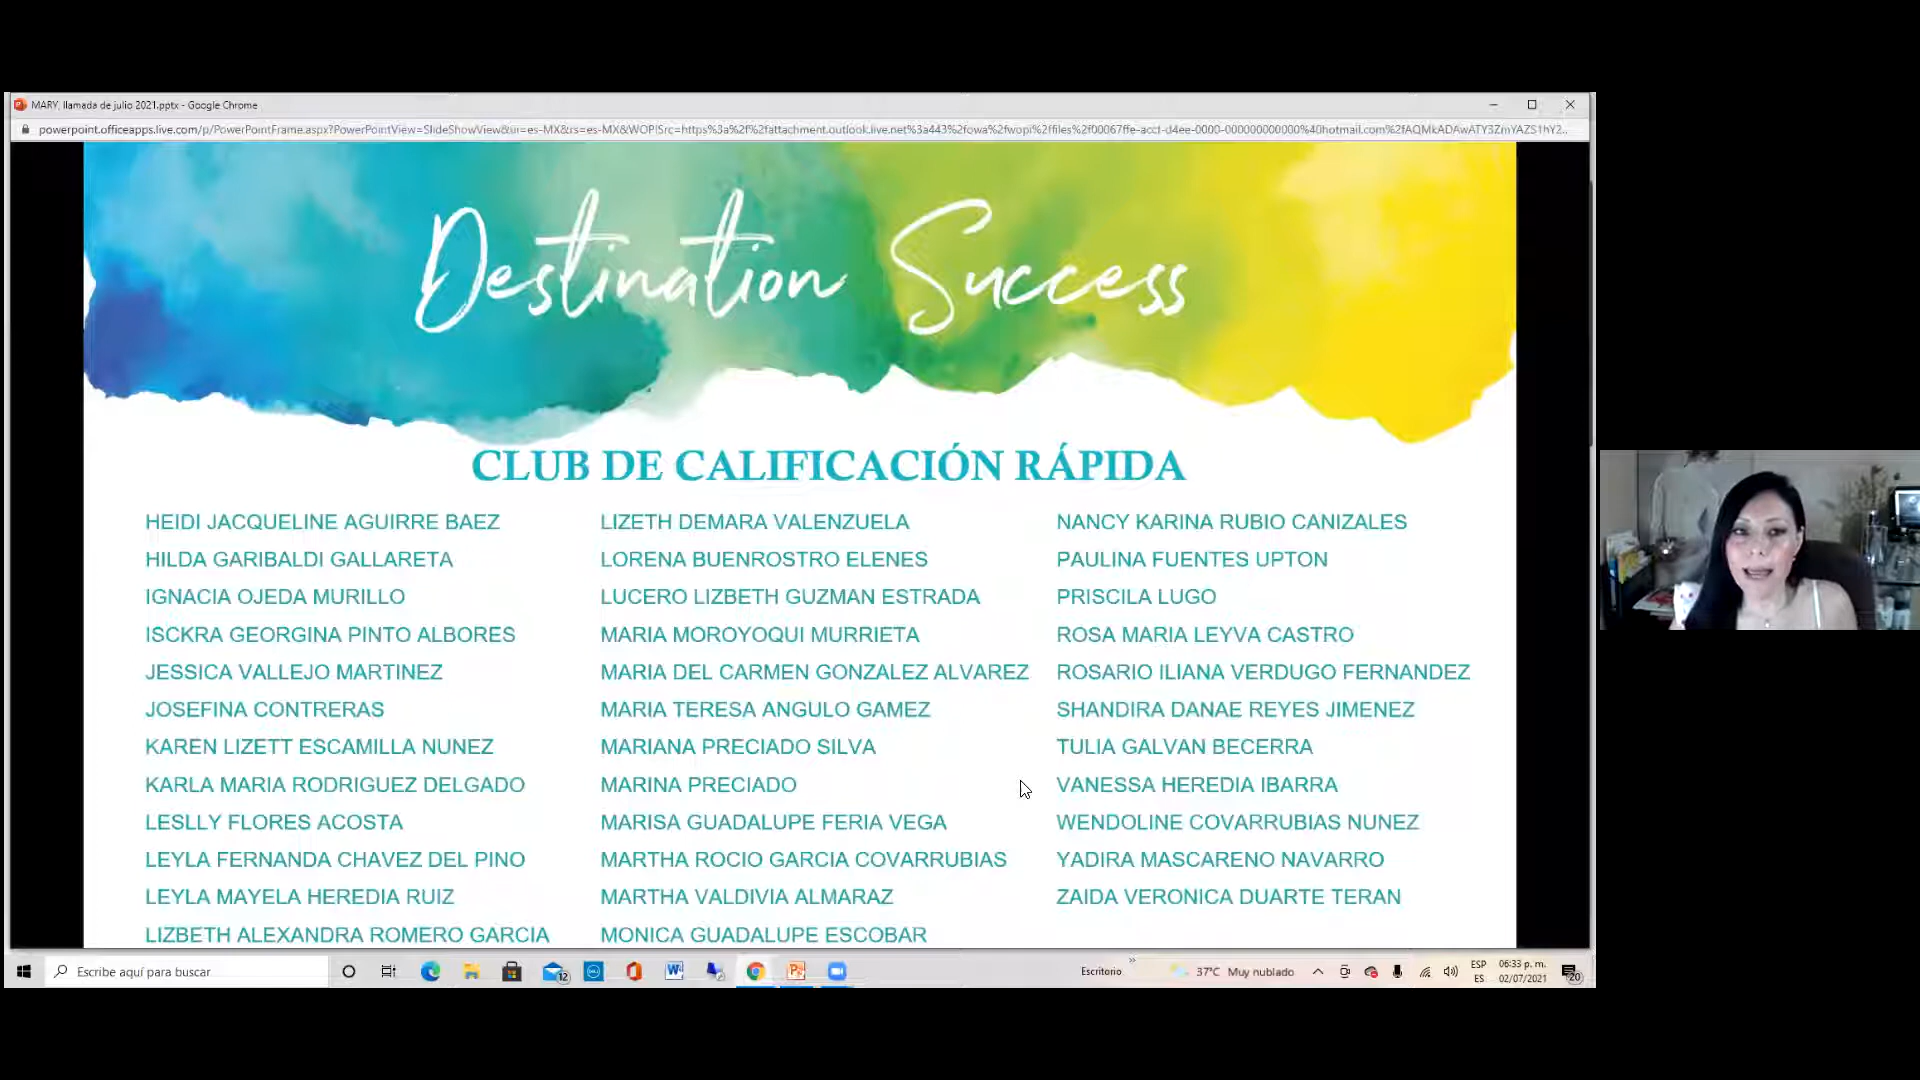 MARY, llamada de julio 2021.pptx - Google Chrome
Destination Success
CLUB DE CALIFICACIÓN RÁPIDA
HEIDI JACQUELINE AGUIRRE BAEZ
HILDA GARIBALDI GALLARETA
IGNACIA OJEDA MURILLO
ISCKRA GEORGINA PINTO ALBORES
JESSICA VALLEJO MARTINEZ
JOSEFINA CONTRERAS
KAREN LIZETT ESCAMILLA NUNEZ
KARLA MARIA RODRIGUEZ DELGADO
LESLLY FLORES ACOSTA
LEYLA FERNANDA CHAVEZ DEL PINO
LEYLA MAYELA HEREDIA RUIZ
LIZBETH ALEXANDRA ROMERO GARCIA
LIZETH DEMARA VALENZUELA
LORENA BUENROSTRO ELENES
LUCERO LIZBETH GUZMAN ESTRADA
MARIA MOROYOQUI MURRIETA
MARIA DEL CARMEN GONZALEZ ALVAREZ
MARIA TERESA ANGULO GAMEZ
MARIANA PRECIADO SILVA
MARINA PRECIADO
MARISA GUADALUPE FERIA VEGA
MARTHA ROCIO GARCIA COVARRUBIAS
MARTHA VALDIVIA ALMARAZ
MONICA GUADALUPE ESCOBAR
NANCY KARINA RUBIO CANIZALES
PAULINA FUENTES UPTON
PRISCILA LUGO
ROSA MARIA LEYVA CASTRO
ROSARIO ILIANA VERDUGO FERNANDEZ
SHANDIRA DANAE REYES JIMENEZ
TULIA GALVAN BECERRA
VANESSA HEREDIA IBARRA
WENDOLINE COVARRUBIAS NUNEZ
YADIRA MASCARENO NAVARRO
ZAIDA VERONICA DUARTE TERAN
Escribe aquí para buscar
12
Escritorio
37°C Muy nublado
ESP
ES
06:33 p. m.
02/07/2021
20